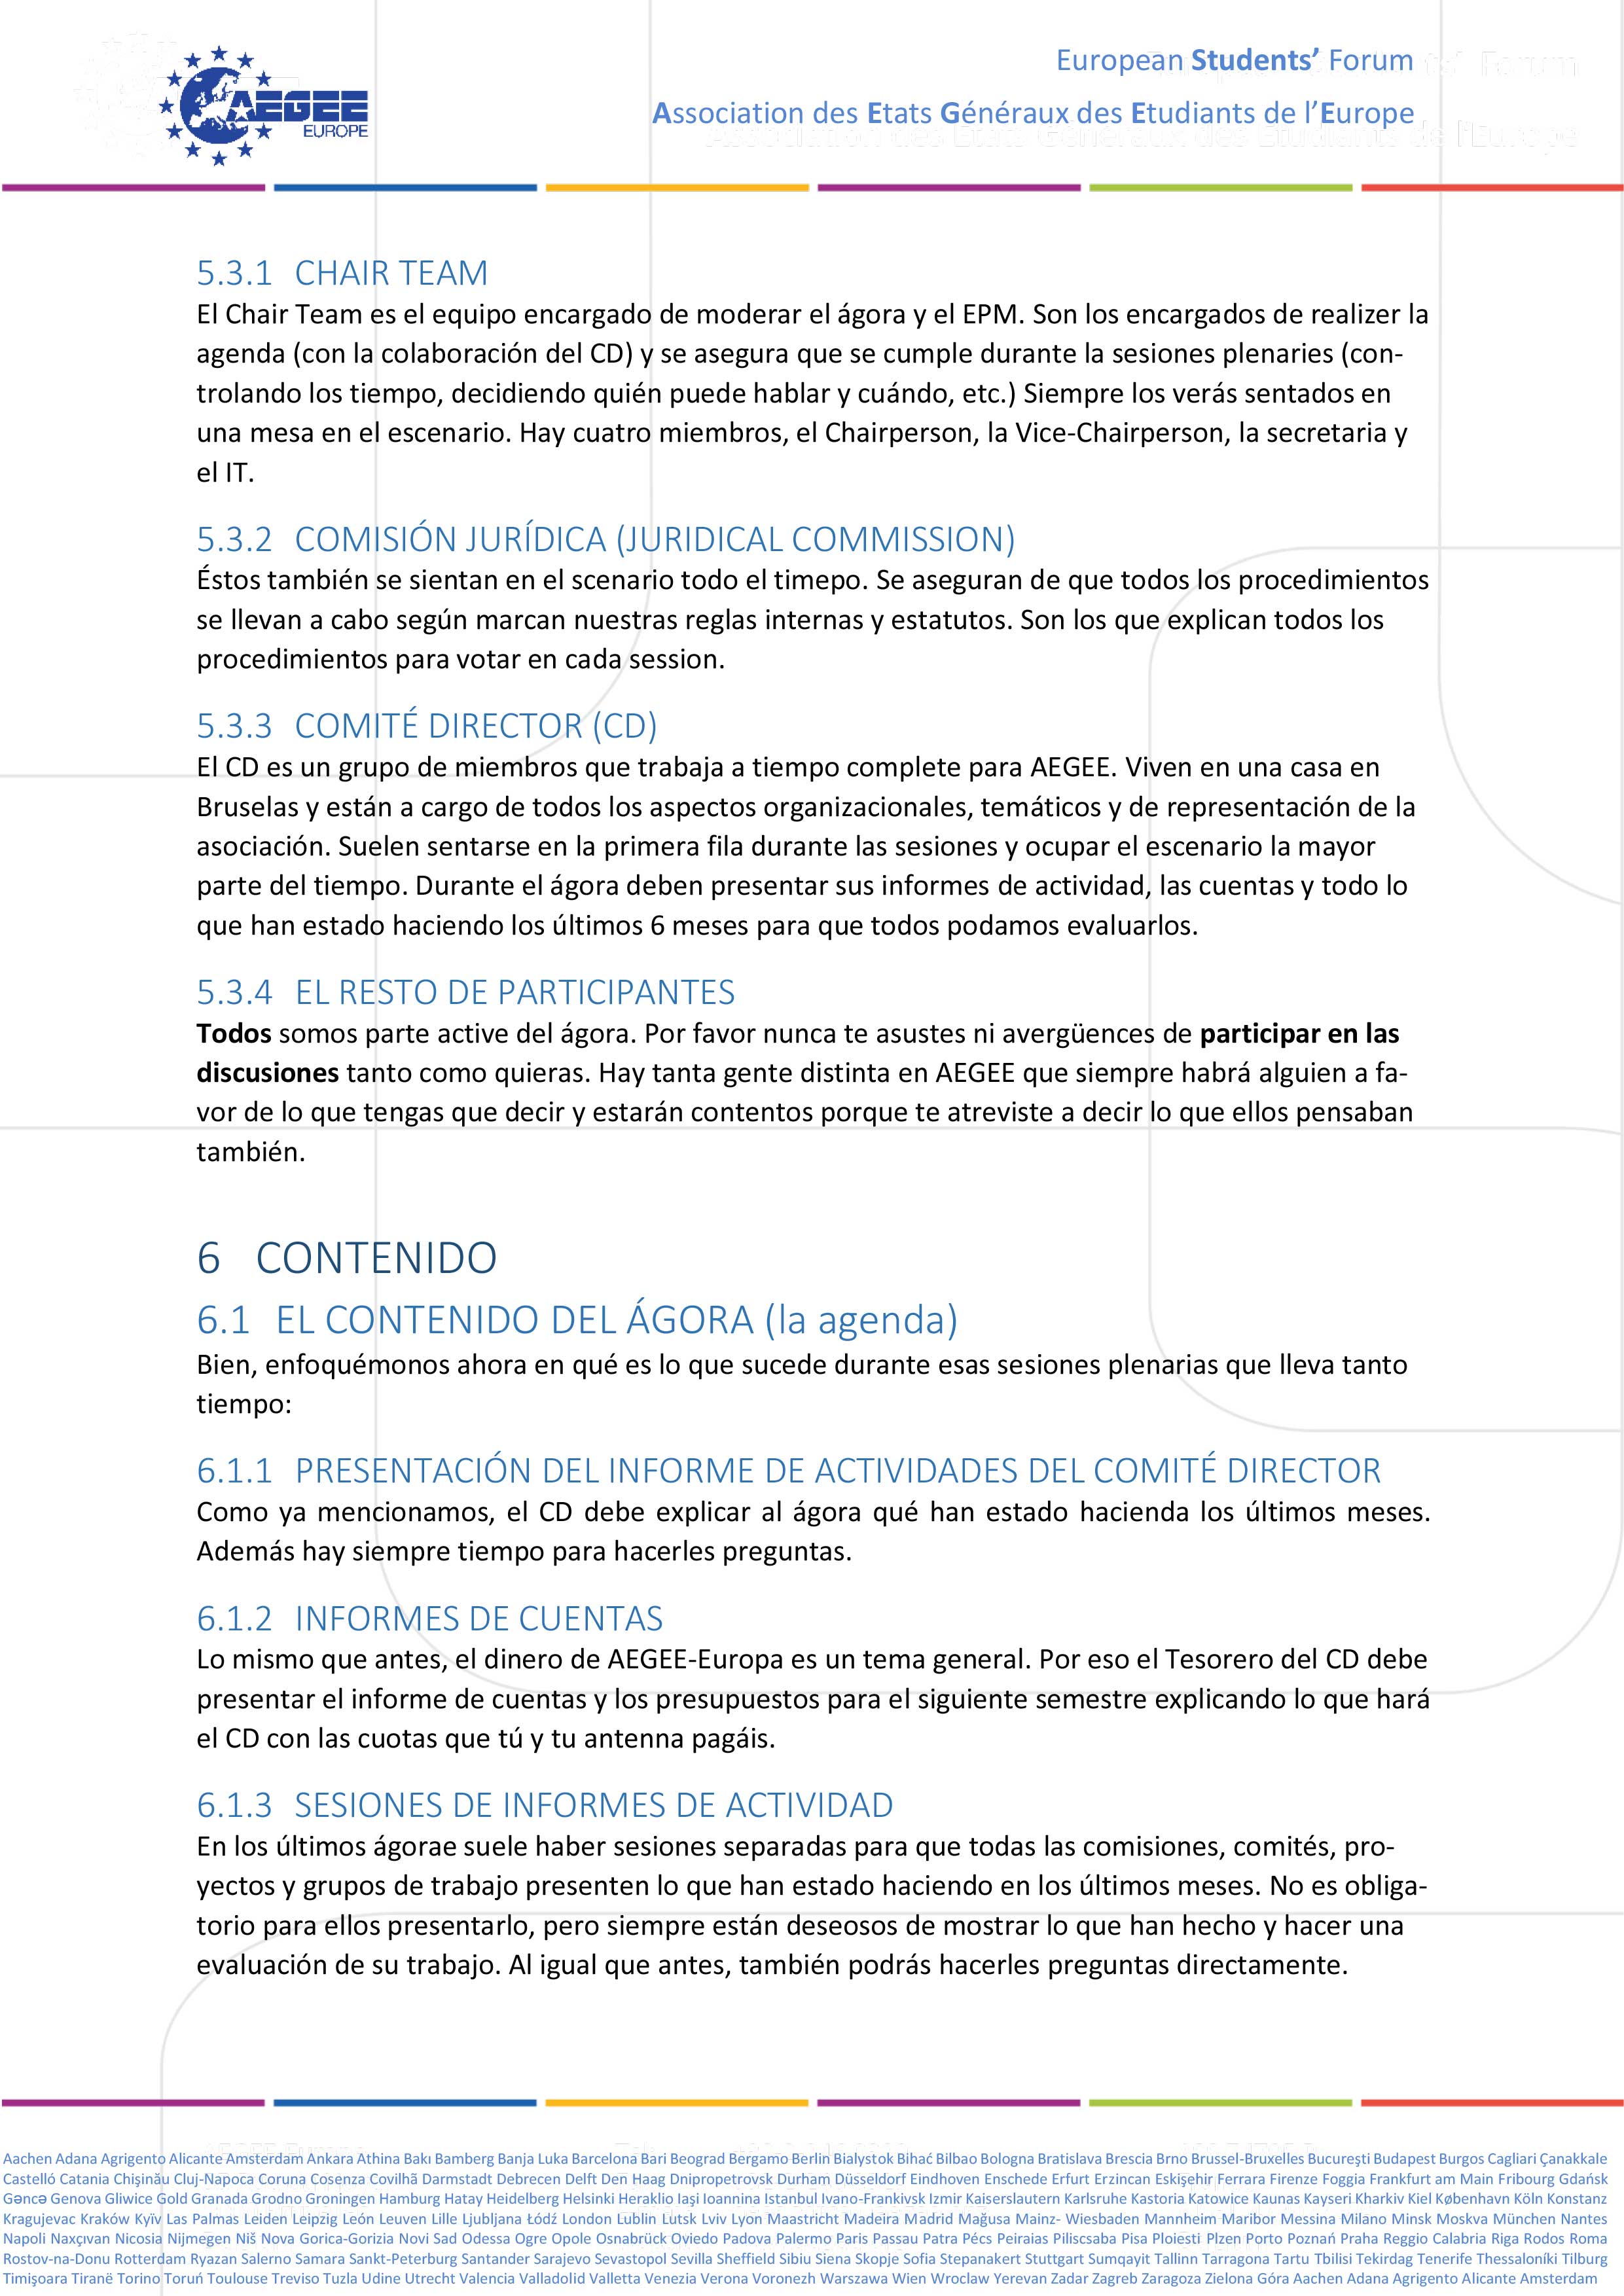 AEGEE
EUROPE
European Students’ Forum
Association des Etats Généraux des Etudiants de l’Europe
5.3.1 CHAIR TEAM
El Chair Team es el equipo encargado de moderar el ágora y el EPM. Son los encargados de realizer la
agenda (con la colaboración del CD) y se asegura que se cumple durante la sesiones plenaries (con-
trolando los tiempo, decidiendo quién puede hablar y cuándo, etc.) Siempre los verás sentados en
una mesa en el escenario. Hay cuatro miembros, el Chairperson, la Vice-Chairperson, la secretaria y
el IT.
5.3.2 COMISIÓN JURÍDICA (JURIDICAL COMMISSION)
Éstos también se sientan en el scenario todo el timepo. Se aseguran de que todos los procedimientos
se llevan a cabo según marcan nuestras reglas internas y estatutos. Son los que explican todos los
procedimientos para votar en cada session.
5.3.3 COMITÉ DIRECTOR (CD)
El CD es un grupo de miembros que trabaja a tiempo complete para AEGEE. Viven en una casa en
Bruselas y están a cargo de todos los aspectos organizacionales, temáticos y de representación de la
asociación. Suelen sentarse en la primera fila durante las sesiones y ocupar el escenario la mayor
parte del tiempo. Durante el ágora deben presentar sus informes de actividad, las cuentas y todo lo
que han estado haciendo los últimos 6 meses para que todos podamos evaluarlos.
5.3.4 EL RESTO DE PARTICIPANTES
Todos somos parte active del ágora. Por favor nunca te asustes ni avergüences de participar en las
discusiones tanto como quieras. Hay tanta gente distinta en AEGEE que siempre habrá alguien a fa-
vor de lo que tengas que decir y estarán contentos porque te atreviste a decir lo que ellos pensaban
también.
6 CONTENIDO
6.1 EL CONTENIDO DEL ÁGORA (la agenda)
Bien, enfoquémonos ahora en qué es lo que sucede durante esas sesiones plenarias que lleva tanto
tiempo:
6.1.1 PRESENTACIÓN DEL INFORME DE ACTIVIDADES DEL COMITÉ DIRECTOR
Como ya mencionamos, el CD debe explicar al ágora qué han estado hacienda los últimos meses.
Además hay siempre tiempo para hacerles preguntas.
6.1.2 INFORMES DE CUENTAS
Lo mismo que antes, el dinero de AEGEE-Europa es un tema general. Por eso el Tesorero del CD debe
presentar el informe de cuentas y los presupuestos para el siguiente semestre explicando lo que hará
el CD con las cuotas que tú y tu antenna pagáis.
6.1.3 SESIONES DE INFORMES DE ACTIVIDAD
En los últimos ágorae suele haber sesiones separadas para que todas las comisiones, comités, pro-
yectos y grupos de trabajo presenten lo que han estado haciendo en los últimos meses. No es obliga-
torio para ellos presentarlo, pero siempre están deseosos de mostrar lo que han hecho y hacer una
evaluación de su trabajo. Al igual que antes, también podrás hacerles preguntas directamente.
Aachen Adana Agrigento Alicante Amsterdam Ankara Athina Bakı Bamberg Banja Luka Barcelona Bari Beograd Bergamo Berlin Bialystok Bihać Bilbao Bologna Bratislava Brescia Brno Brussel-Bruxelles Bucureşti Budapest Burgos Cagliari Çanakkale
Castelló Catania Chişinău Cluj-Napoca Coruna Cosenza Covilhã Darmstadt Debrecen Delft Den Haag Dnipropetrovsk Durham Düsseldorf Eindhoven Enschede Erfurt Erzincan Eskişehir Ferrara Firenze Foggia Frankfurt am Main Fribourg Gdańsk
Gəncə Genova Gliwice Gold Granada Grodno Groningen Hamburg Hatay Heidelberg Helsinki Heraklio Iaşi Ioannina Istanbul Ivano-Frankivsk Izmir Kaiserslautern Karlsruhe Kastoria Katowice Kaunas Kayseri Kharkiv Kiel København Köln Konstanz
Kragujevac Kraków Kyïv Las Palmas Leiden Leipzig León Leuven Lille Ljubljana Łódź London Lublin Lutsk Lviv Lyon Maastricht Madeira Madrid Mağusa Mainz- Wiesbaden Mannheim Maribor Messina Milano Minsk Moskva München Nantes
Napoli Naxçıvan Nicosia Nijmegen Niš Nova Gorica-Gorizia Novi Sad Odessa Ogre Opole Osnabrück Oviedo Padova Palermo Paris Passau Patra Pécs Peiraias Piliscsaba Pisa Ploiesti Plzen Porto Poznań Praha Reggio Calabria Riga Rodos Roma
Rostov-na-Donu Rotterdam Ryazan Salerno Samara Sankt-Peterburg Santander Sarajevo Sevastopol Sevilla Sheffield Sibiu Siena Skopje Sofia Stepanakert Stuttgart Sumqayit Tallinn Tarragona Tartu Tbilisi Tekirdag Tenerife Thessaloníki Tilburg
Timişoara Tiranë Torino Toruń Toulouse Treviso Tuzla Udine Utrecht Valencia Valladolid Valletta Venezia Verona Voronezh Warszawa Wien Wroclaw Yerevan Zadar Zagreb Zaragoza Zielona Góra Aachen Adana Agrigento Alicante Amsterdam